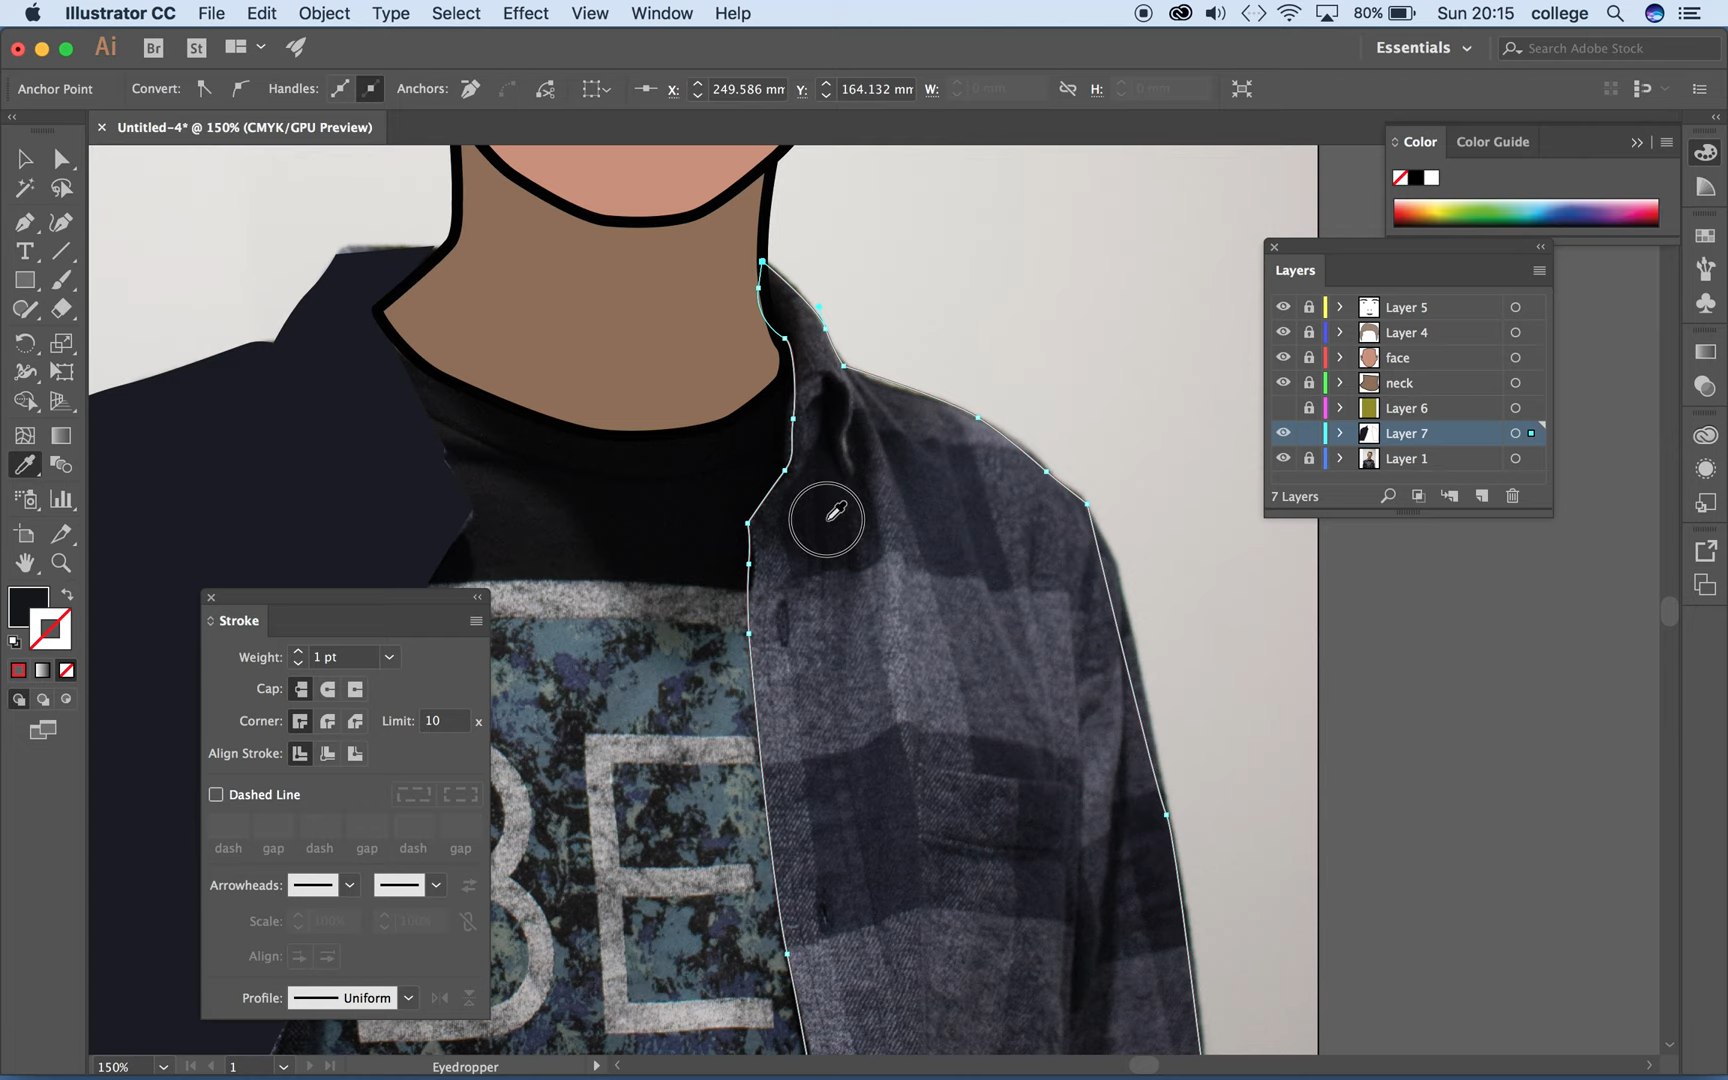 Illustrator CC File Edit Object Type Select Effect View Window Help 80% Sun 20:15 college
Ai Br St Essentials Search Adobe Stock
Anchor Point Convert: Handles: Anchors: X: 249.586 mm Y: 164.132 mm W: 0 mm H: 0 mm
Untitled-4* @ 150% (CMYK/GPU Preview)
Color Color Guide
Layers
Layer 5
Layer 4
face
neck
Layer 6
Layer 7
Layer 1
7 Layers
Stroke
Weight: 1 pt
Cap:
Corner: Limit: 10 x
Align Stroke:
Dashed Line
dash gap dash gap dash gap
Arrowheads:
Scale: 100% 100%
Align:
Profile: Uniform
BE
150% 1 Eyedropper